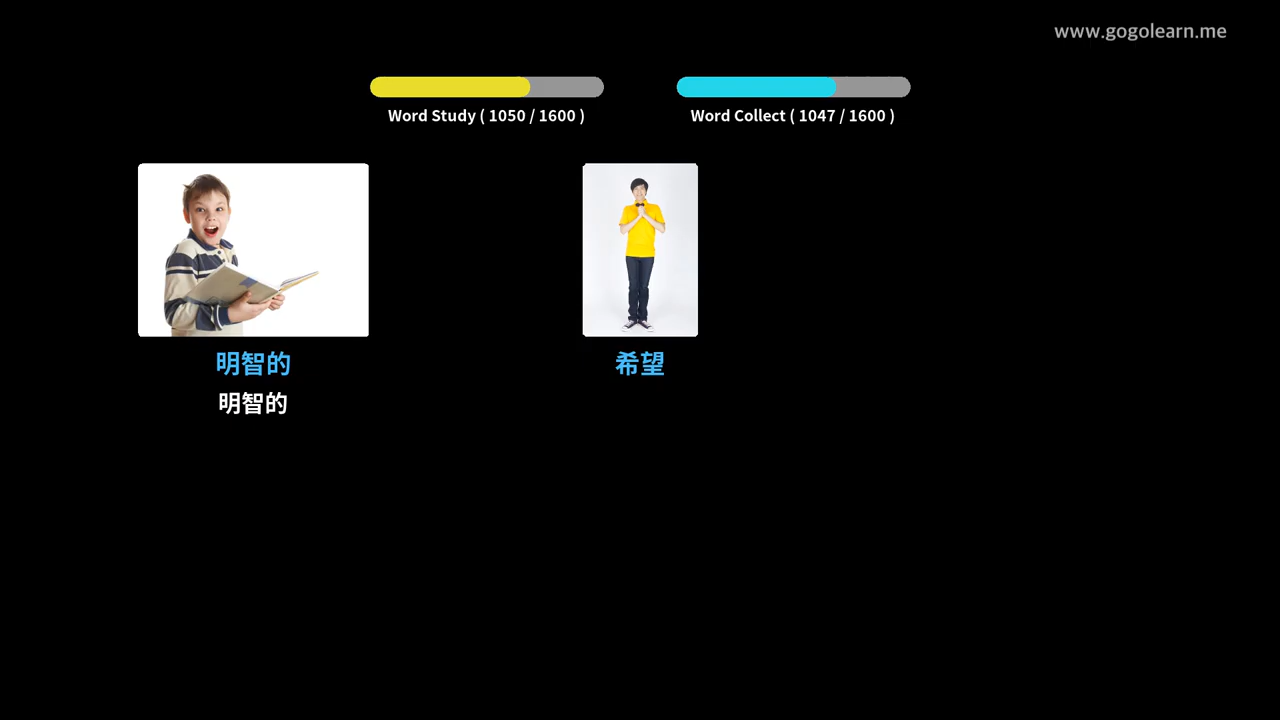 www.gogolearn.me
Word Study ( 1050 / 1600 )
Word Collect ( 1047 / 1600 )
明智的
希望
明智的